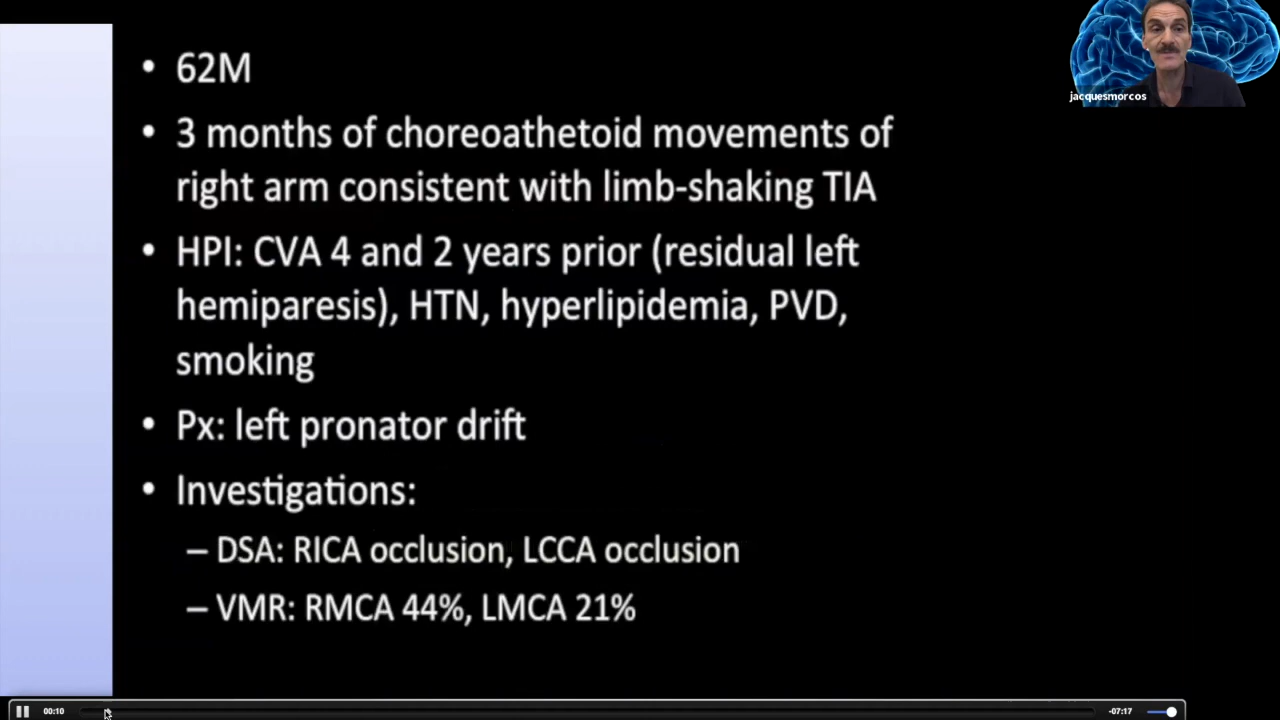 • 62M
• 3 months of choreoathetoid movements of
right arm consistent with limb-shaking TIA
• HPI: CVA 4 and 2 years prior (residual left
hemiparesis), HTN, hyperlipidemia, PVD,
smoking
• Px: left pronator drift
• Investigations:
– DSA: RICA occlusion, LCCA occlusion
– VMR: RMCA 44%, LMCA 21%
jacquesmorcos
00:10
-07:17